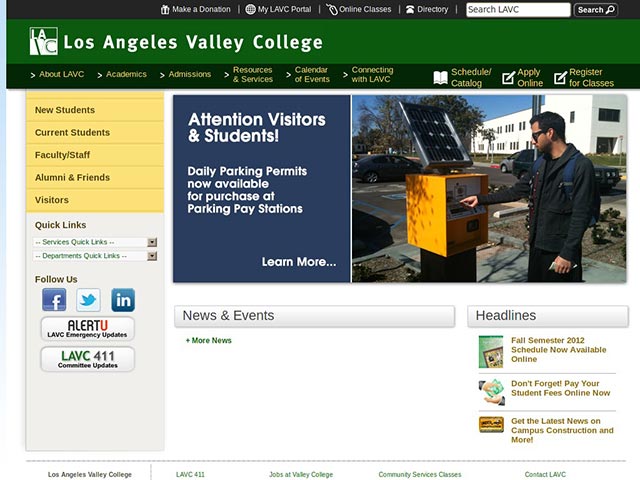 Make a Donation | My LAVC Portal | Online Classes | Directory | Search LAVC Search
LAVC Los Angeles Valley College
> About LAVC > Academics > Admissions > Resources & Services > Calendar of Events > Connecting with LAVC Schedule/ Catalog Apply Online Register for Classes
New Students
Current Students
Faculty/Staff
Alumni & Friends
Visitors
Quick Links
-- Services Quick Links --
-- Departments Quick Links --
Follow Us
f in
ALERTU
LAVC Emergency Updates
LAVC 411
Committee Updates
Attention Visitors
& Students!
Daily Parking Permits
now available
for purchase at
Parking Pay Stations
Learn More...
News & Events
+ More News
Headlines
Fall Semester 2012
Schedule Now Available
Online
Don't Forget! Pay Your
Student Fees Online Now
Get the Latest News on
Campus Construction and
More!
Los Angeles Valley College LAVC 411 Jobs at Valley College Community Services Classes Contact LAVC